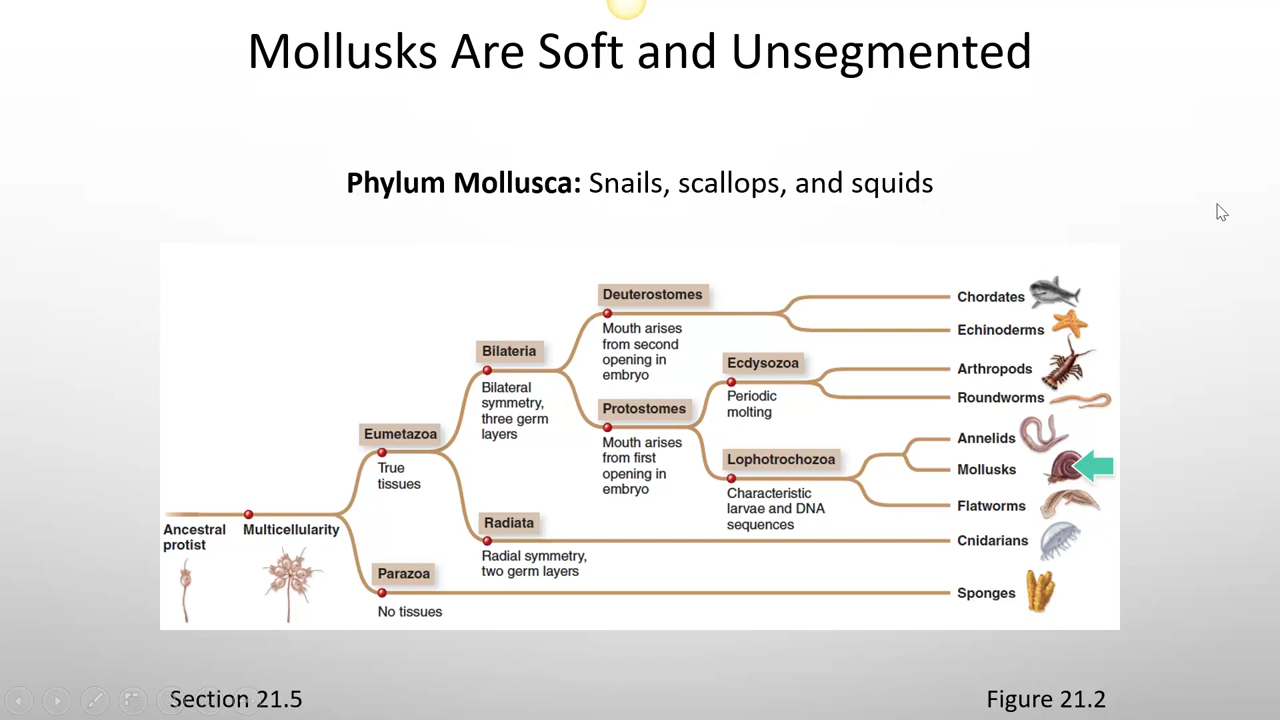 Mollusks Are Soft and Unsegmented
Phylum Mollusca: Snails, scallops, and squids
Deuterostomes
Mouth arises
from second
opening in
embryo
Chordates
Echinoderms
Bilateria
Bilateral
symmetry,
three germ
layers
Ecdysozoa
Periodic
molting
Arthropods
Roundworms
Protostomes
Mouth arises
from first
opening in
embryo
Eumetazoa
True
tissues
Lophotrochozoa
Characteristic
larvae and DNA
sequences
Annelids
Mollusks
Flatworms
Radiata
Radial symmetry,
two germ layers
Cnidarians
Ancestral
protist
Multicellularity
Parazoa
No tissues
Sponges
Section 21.5
Figure 21.2